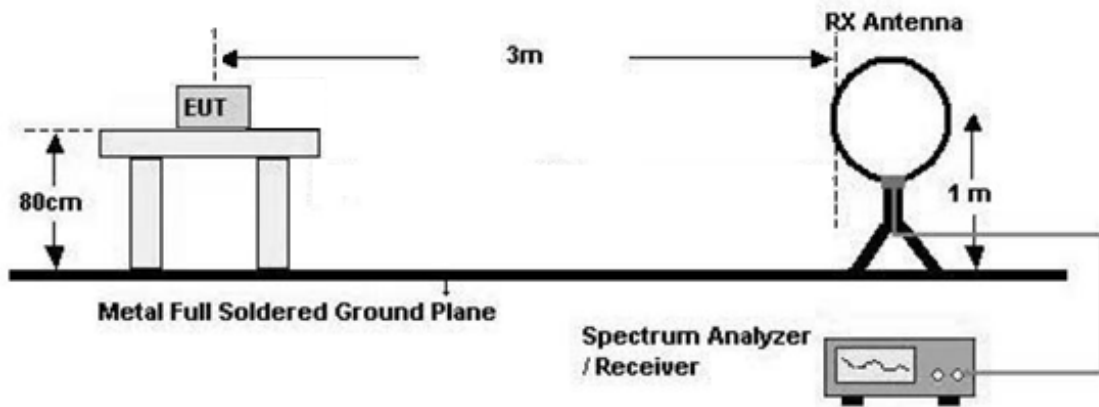 RX Antenna
3m
EUT
80cm
1 m
Metal Full Soldered Ground Plane
Spectrum Analyzer
/ Receiver